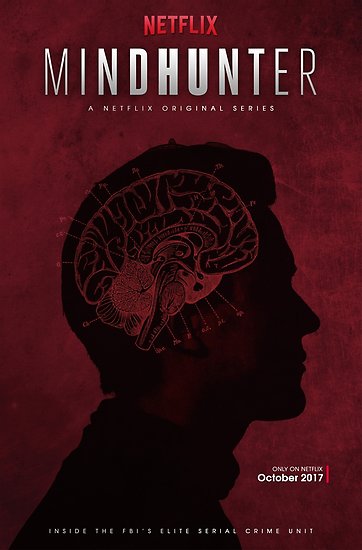 NETFLIX
MINDHUNTER
A NETFLIX ORIGINAL SERIES
ONLY ON NETFLIX
October 2017
INSIDE THE FBI'S ELITE SERIAL CRIME UNIT